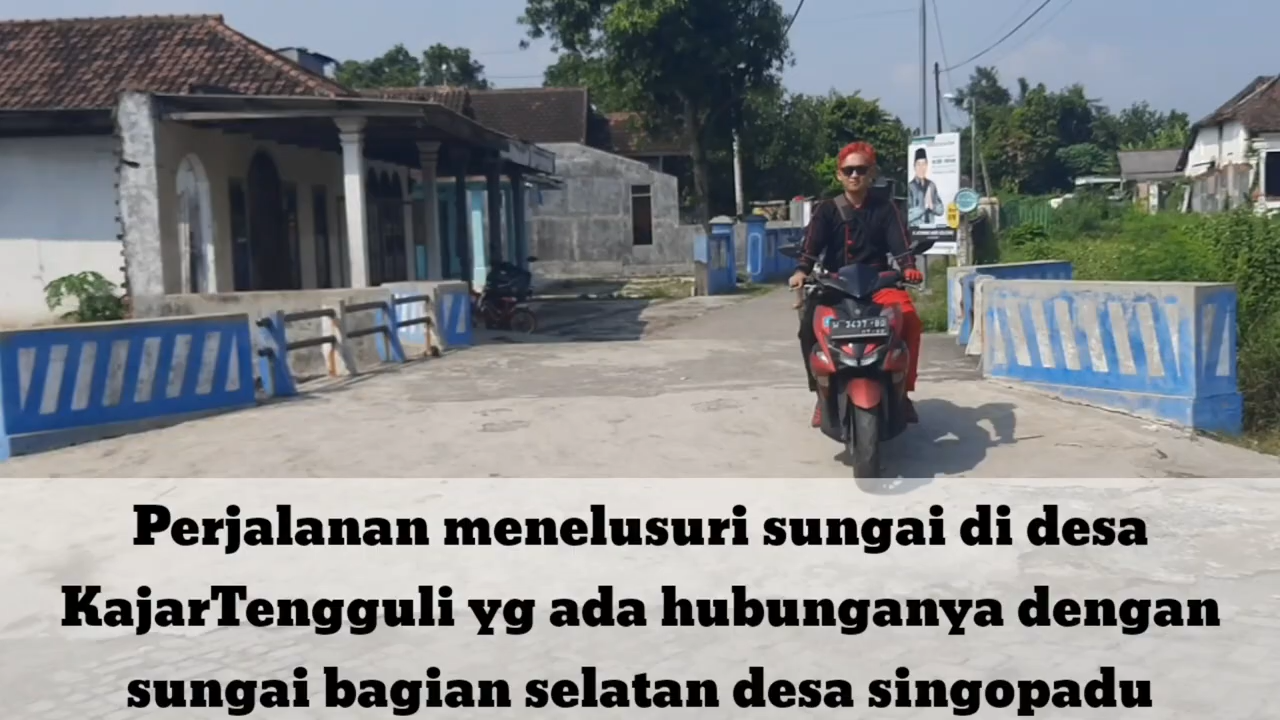 Perjalanan menelusuri sungai di desa
KajarTengguli yg ada hubunganya dengan
sungai bagian selatan desa singopadu